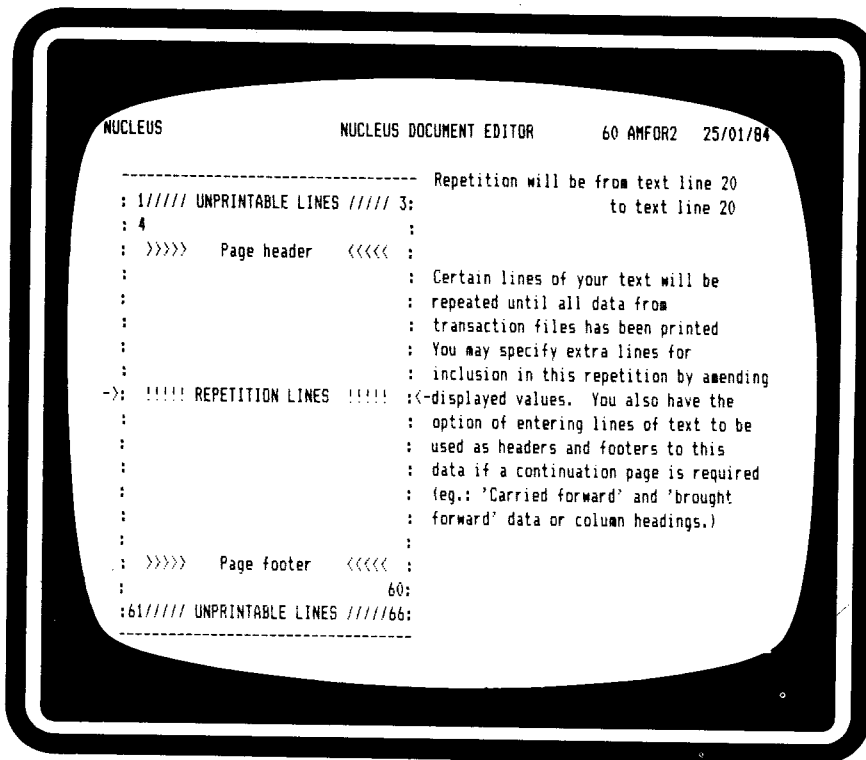 NUCLEUS NUCLEUS DOCUMENT EDITOR 60 AMFOR2 25/01/84
----------------------------------
: 1///// UNPRINTABLE LINES ///// 3:
: 4 :
: >>>>> Page header <<<<< :
->: !!!!! REPETITION LINES !!!!! :<-
: >>>>> Page footer <<<<< :
: 60:
:61///// UNPRINTABLE LINES /////66:
----------------------------------
Repetition will be from text line 20
to text line 20
Certain lines of your text will be
repeated until all data from
transaction files has been printed
You may specify extra lines for
inclusion in this repetition by amending
displayed values. You also have the
option of entering lines of text to be
used as headers and footers to this
data if a continuation page is required
(eg.: 'Carried forward' and 'brought
forward' data or column headings.)